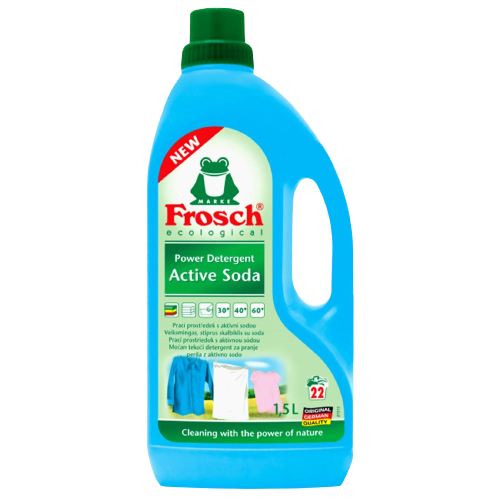 NEW
MARKE
Frosch®
ecological
Power Detergent
Active Soda
30° 40° 60°
Prací prostředek s aktivní sodou
Veiksmingas, stiprus skalbiklis su soda
Prací prostriedok s aktívnou sódou
Moćan tekući deterdžent za pranje
perila z aktivno sodo
22
1,5 L
ORIGINAL
GERMAN
QUALITY
Cleaning with the power of nature